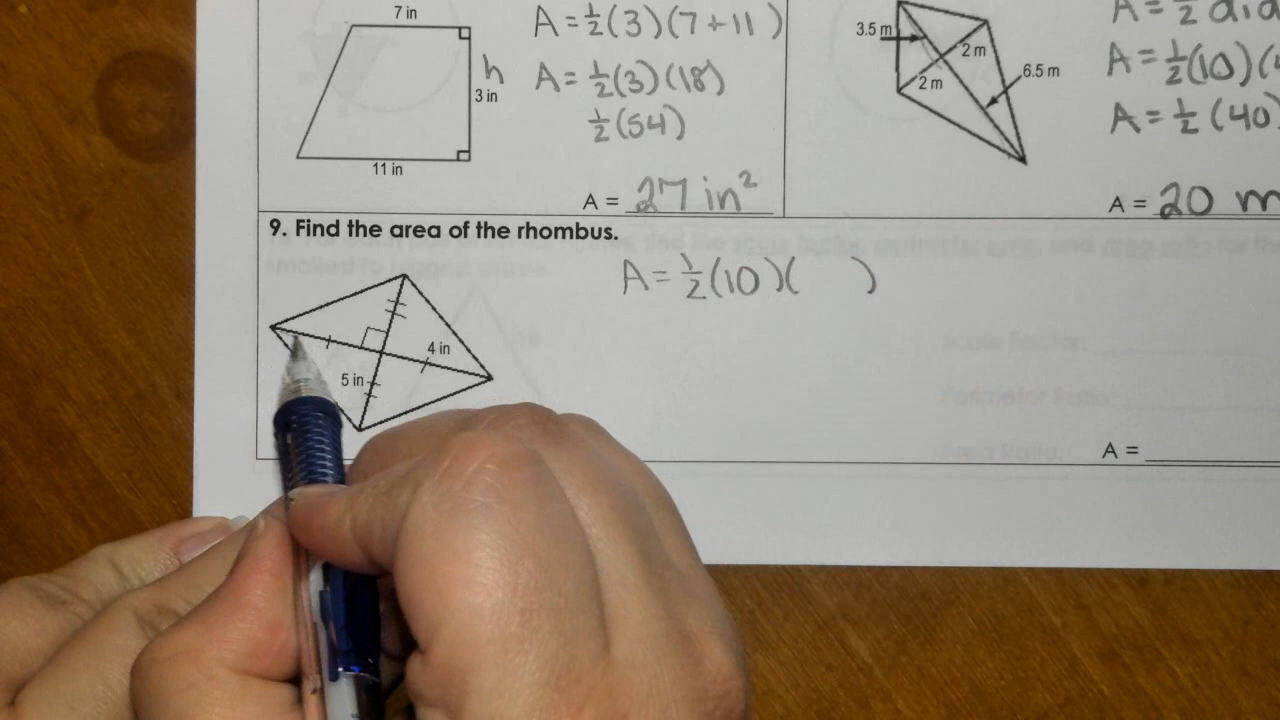 7 in
h
3 in
11 in
A = ½(3)(7+11)
A = ½(3)(18)
½(54)
A = 27 in²
3.5 m
2 m
2 m
6.5 m
A = ½
A = ½(10)(
A = ½(40)
A = 20 m
9. Find the area of the rhombus.
A = ½(10)( )
4 in
5 in
A =